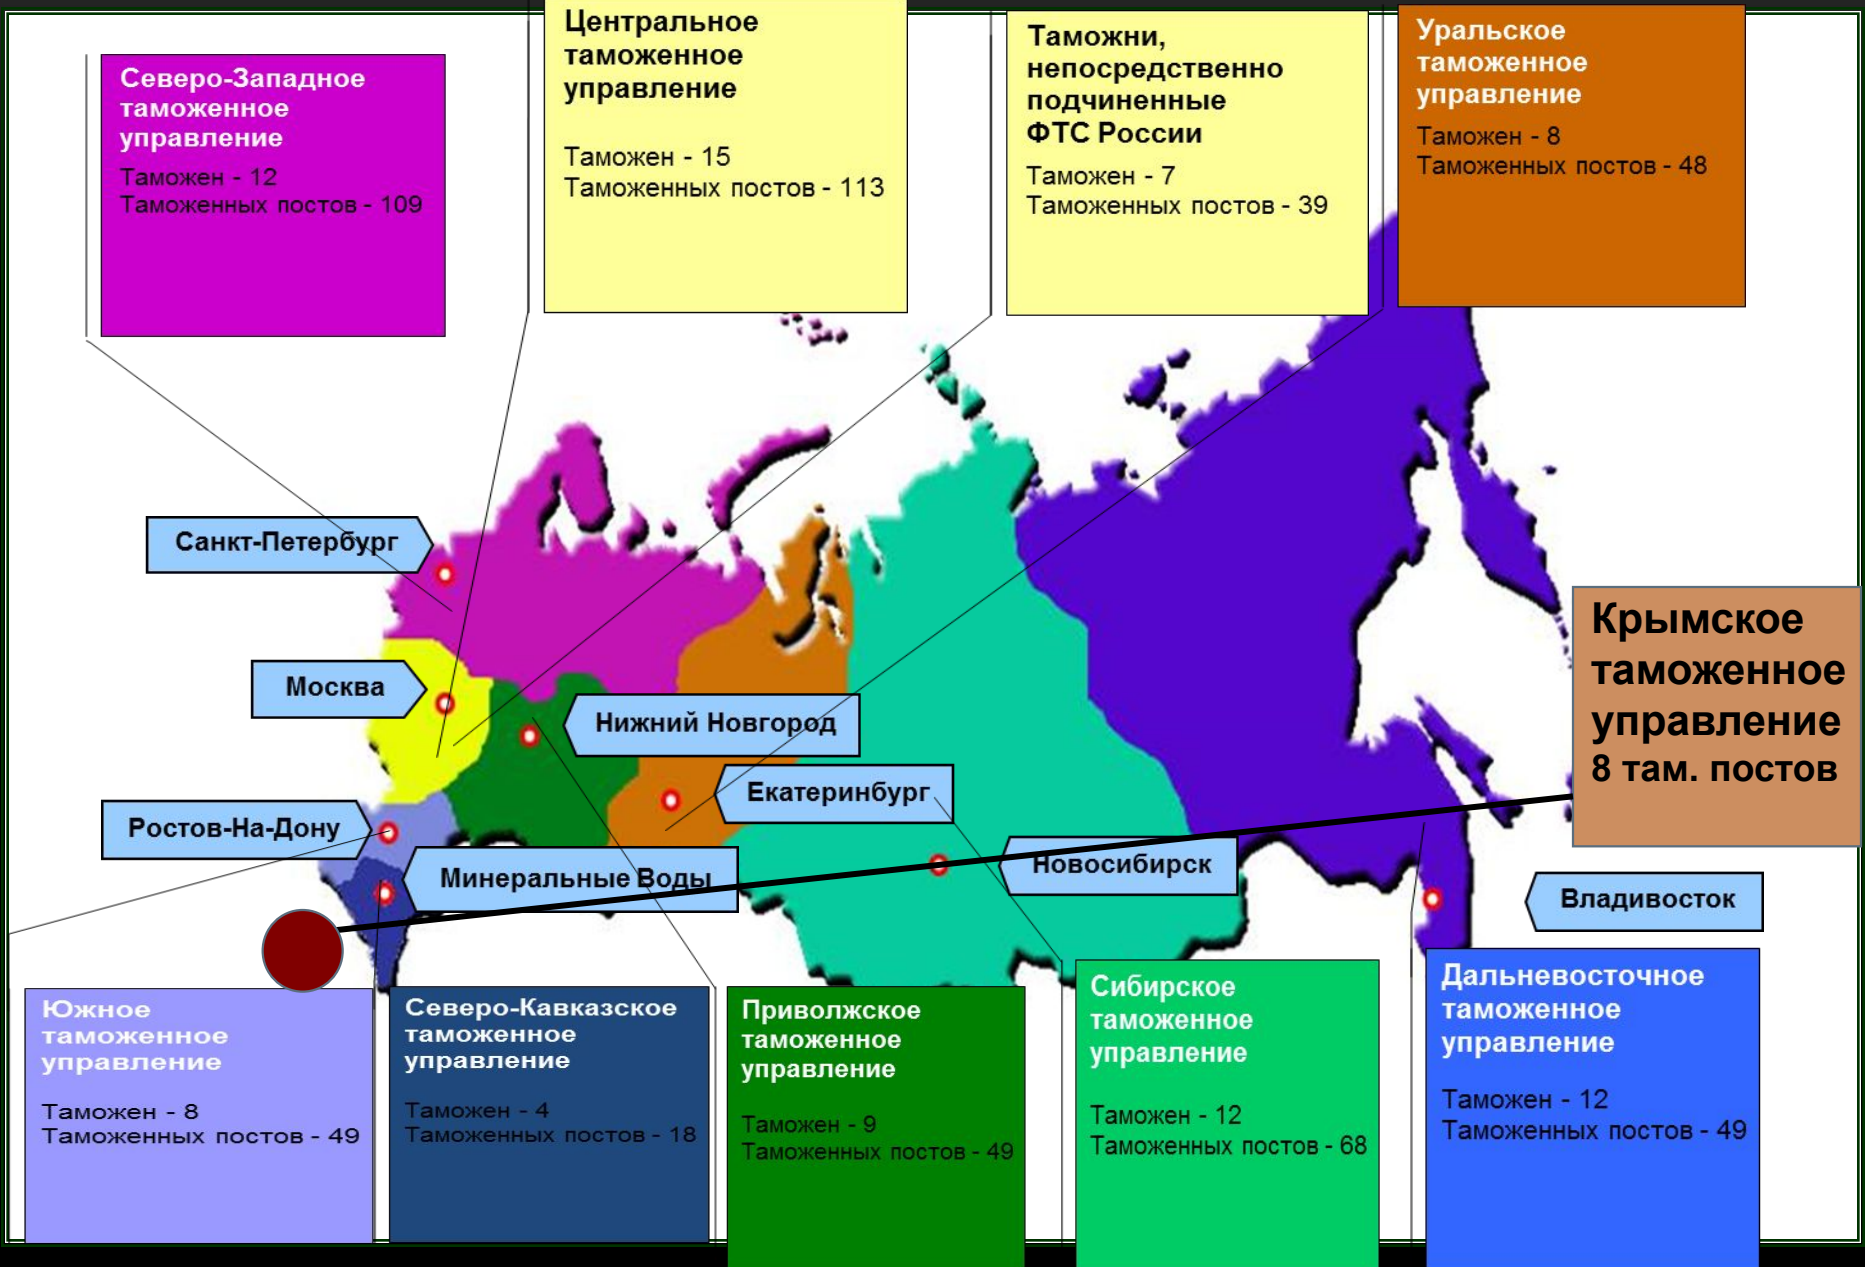 Северо-Западное
таможенное
управление
Таможен - 12
Таможенных постов - 109
Центральное
таможенное
управление
Таможен - 15
Таможенных постов - 113
Таможни,
непосредственно
подчиненные
ФТС России
Таможен - 7
Таможенных постов - 39
Уральское
таможенное
управление
Таможен - 8
Таможенных постов - 48
Санкт-Петербург
Москва
Нижний Новгород
Екатеринбург
Ростов-На-Дону
Минеральные Воды
Новосибирск
Владивосток
Крымское
таможенное
управление
8 там. постов
Южное
таможенное
управление
Таможен - 8
Таможенных постов - 49
Северо-Кавказское
таможенное
управление
Таможен - 4
Таможенных постов - 18
Приволжское
таможенное
управление
Таможен - 9
Таможенных постов - 49
Сибирское
таможенное
управление
Таможен - 12
Таможенных постов - 68
Дальневосточное
таможенное
управление
Таможен - 12
Таможенных постов - 49